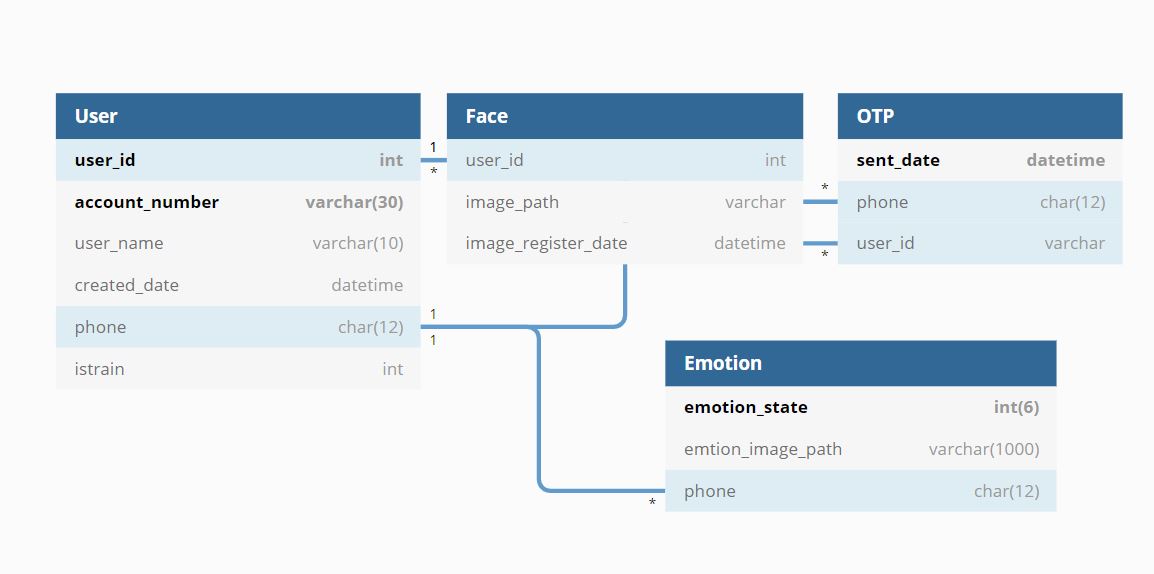 User
user_id int
account_number varchar(30)
user_name varchar(10)
created_date datetime
phone char(12)
istrain int
1
*
1
1
Face
user_id int
image_path varchar
image_register_date datetime
*
*
OTP
sent_date datetime
phone char(12)
user_id varchar
Emotion
emotion_state int(6)
emtion_image_path varchar(1000)
phone char(12)
*